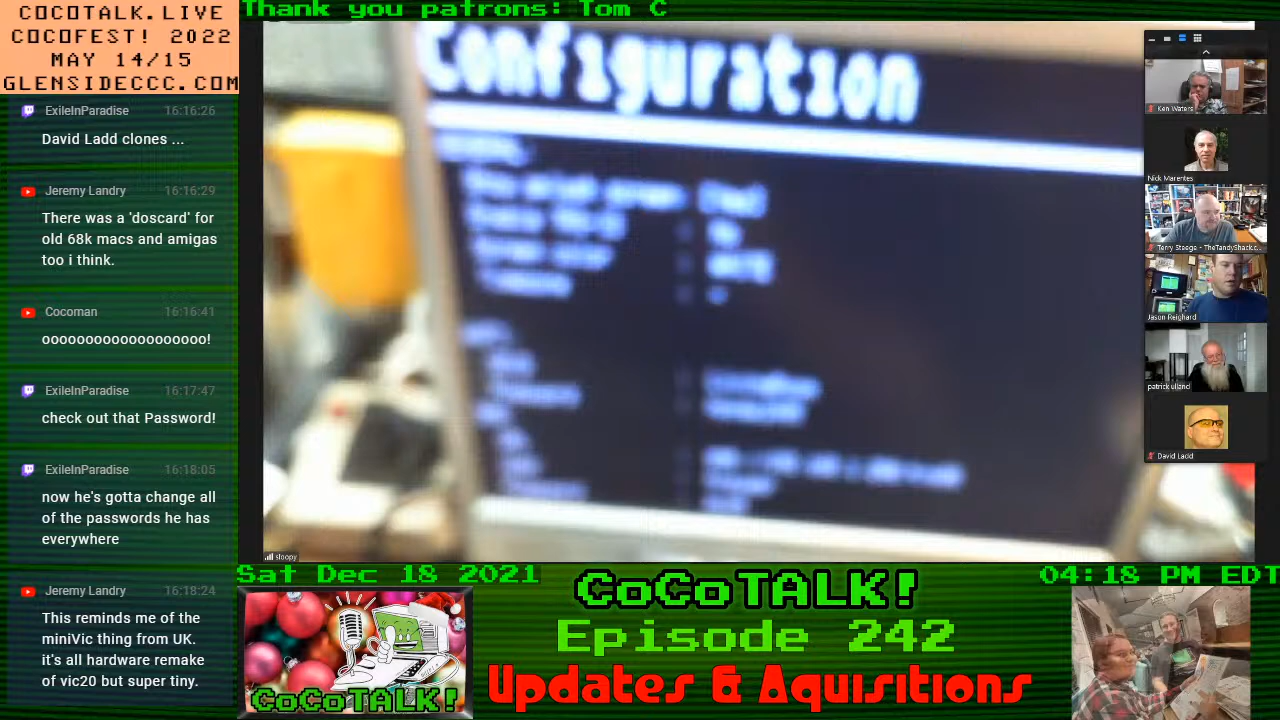 COCOTALK.LIVE
COCOFEST! 2022
MAY 14/15
GLENSIDECCC.COM
Thank you patrons: Tom C
ExileInParadise 16:16:26
David Ladd clones ...
Jeremy Landry 16:16:29
There was a 'doscard' for
old 68k macs and amigas
too i think.
Cocoman 16:16:41
ooooooooooooooooooo!
ExileInParadise 16:17:47
check out that Password!
ExileInParadise 16:18:05
now he's gotta change all
of the passwords he has
everywhere
Jeremy Landry 16:18:24
This reminds me of the
miniVic thing from UK.
it's all hardware remake
of vic20 but super tiny.
Configuration
sloopy
Ken Waters
Nick Marentes
Terry Steege - TheTandyShack.c...
Jason Reighard
patrick ulland
David Ladd
Sat Dec 18 2021
CoCoTALK!
04:18 PM EDT
Episode 242
Updates & Aquisitions
CoCoTALK!